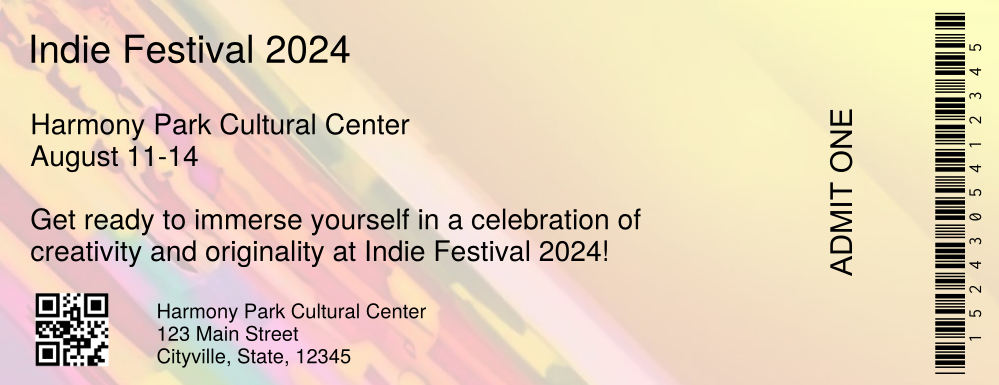 Indie Festival 2024
Harmony Park Cultural Center
August 11-14
Get ready to immerse yourself in a celebration of
creativity and originality at Indie Festival 2024!
Harmony Park Cultural Center
123 Main Street
Cityville, State, 12345
ADMIT ONE
1 5 2 4 3 0 5 4 1 2 3 4 5